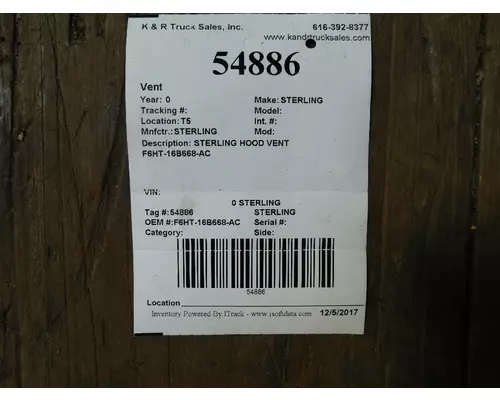 K & R Truck Sales, Inc. 616-392-8377
www.kandrtrucksales.com
54886
Vent
Year: 0 Make: STERLING
Tracking #: Model:
Location: T5 Int. #:
Mnfctr.: STERLING Mod:
Description: STERLING HOOD VENT
F6HT-16B668-AC
VIN:
0 STERLING
Tag #: 54886 STERLING
OEM #: F6HT-16B668-AC Serial #:
Category: Side:
54886
Location
Inventory Powered By ITrack - www.isoftdata.com 12/5/2017